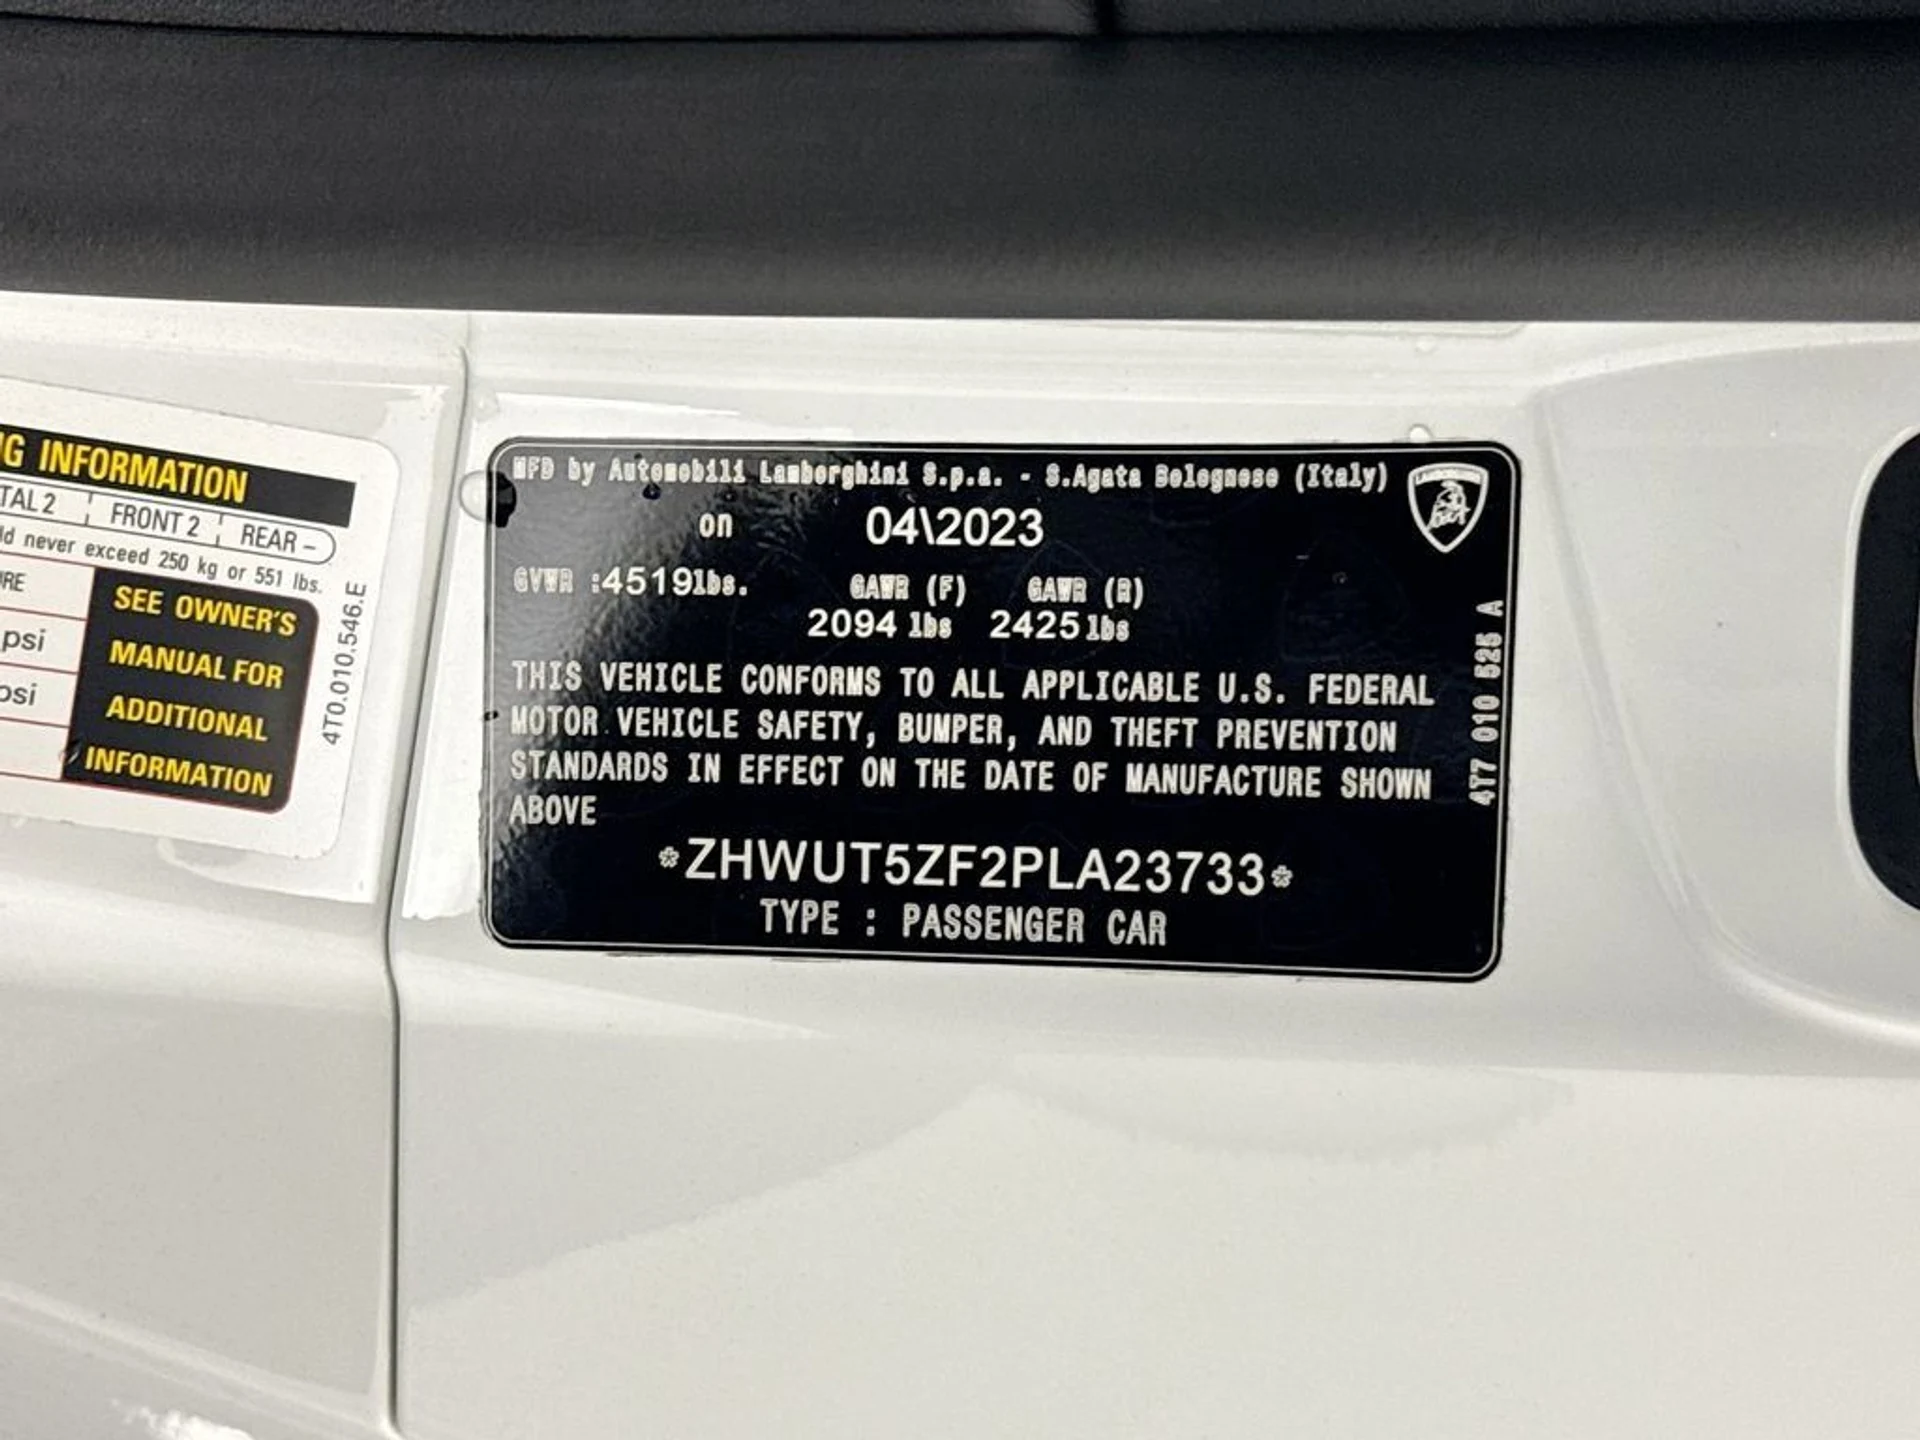 G INFORMATION
TAL 2 FRONT 2 REAR –
ld never exceed 250 kg or 551 lbs.
RE
psi
psi
SEE OWNER'S
MANUAL FOR
ADDITIONAL
INFORMATION
4T0.010.546.E
MFD by Automobili Lamborghini S.p.a. - S.Agata Bolognese (Italy)
LAMBORGHINI
on 04\2023
GVWR :4519lbs. GAWR (F) GAWR (R)
2094 lbs 2425 lbs
THIS VEHICLE CONFORMS TO ALL APPLICABLE U.S. FEDERAL
MOTOR VEHICLE SAFETY, BUMPER, AND THEFT PREVENTION
STANDARDS IN EFFECT ON THE DATE OF MANUFACTURE SHOWN
ABOVE
*ZHWUT5ZF2PLA23733*
TYPE : PASSENGER CAR
4T7 010 525 A